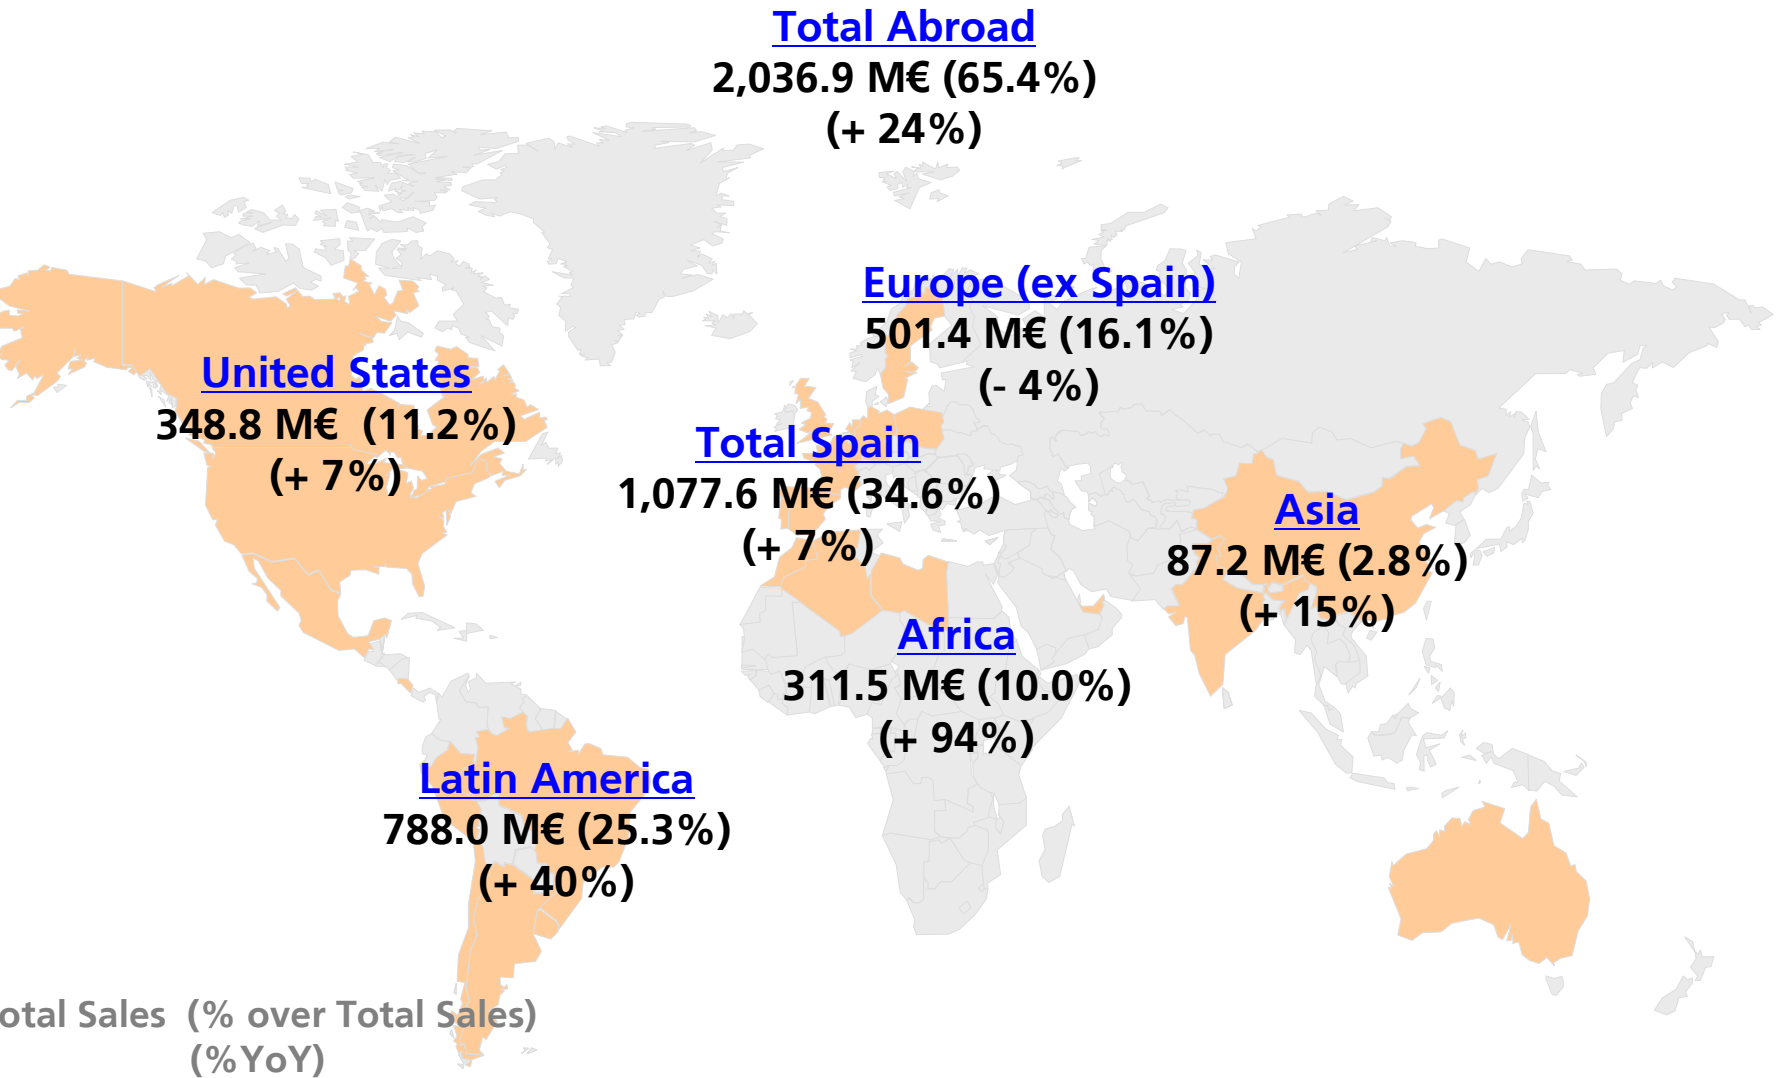 Total Abroad
2,036.9 M€ (65.4%)
(+ 24%)
Europe (ex Spain)
501.4 M€ (16.1%)
(- 4%)
United States
348.8 M€  (11.2%)
(+ 7%)
Total Spain
1,077.6 M€ (34.6%)
(+ 7%)
Asia
87.2 M€ (2.8%)
(+ 15%)
Africa
311.5 M€ (10.0%)
(+ 94%)
Latin America
788.0 M€ (25.3%)
(+ 40%)
otal Sales  (% over Total Sales)
(%YoY)